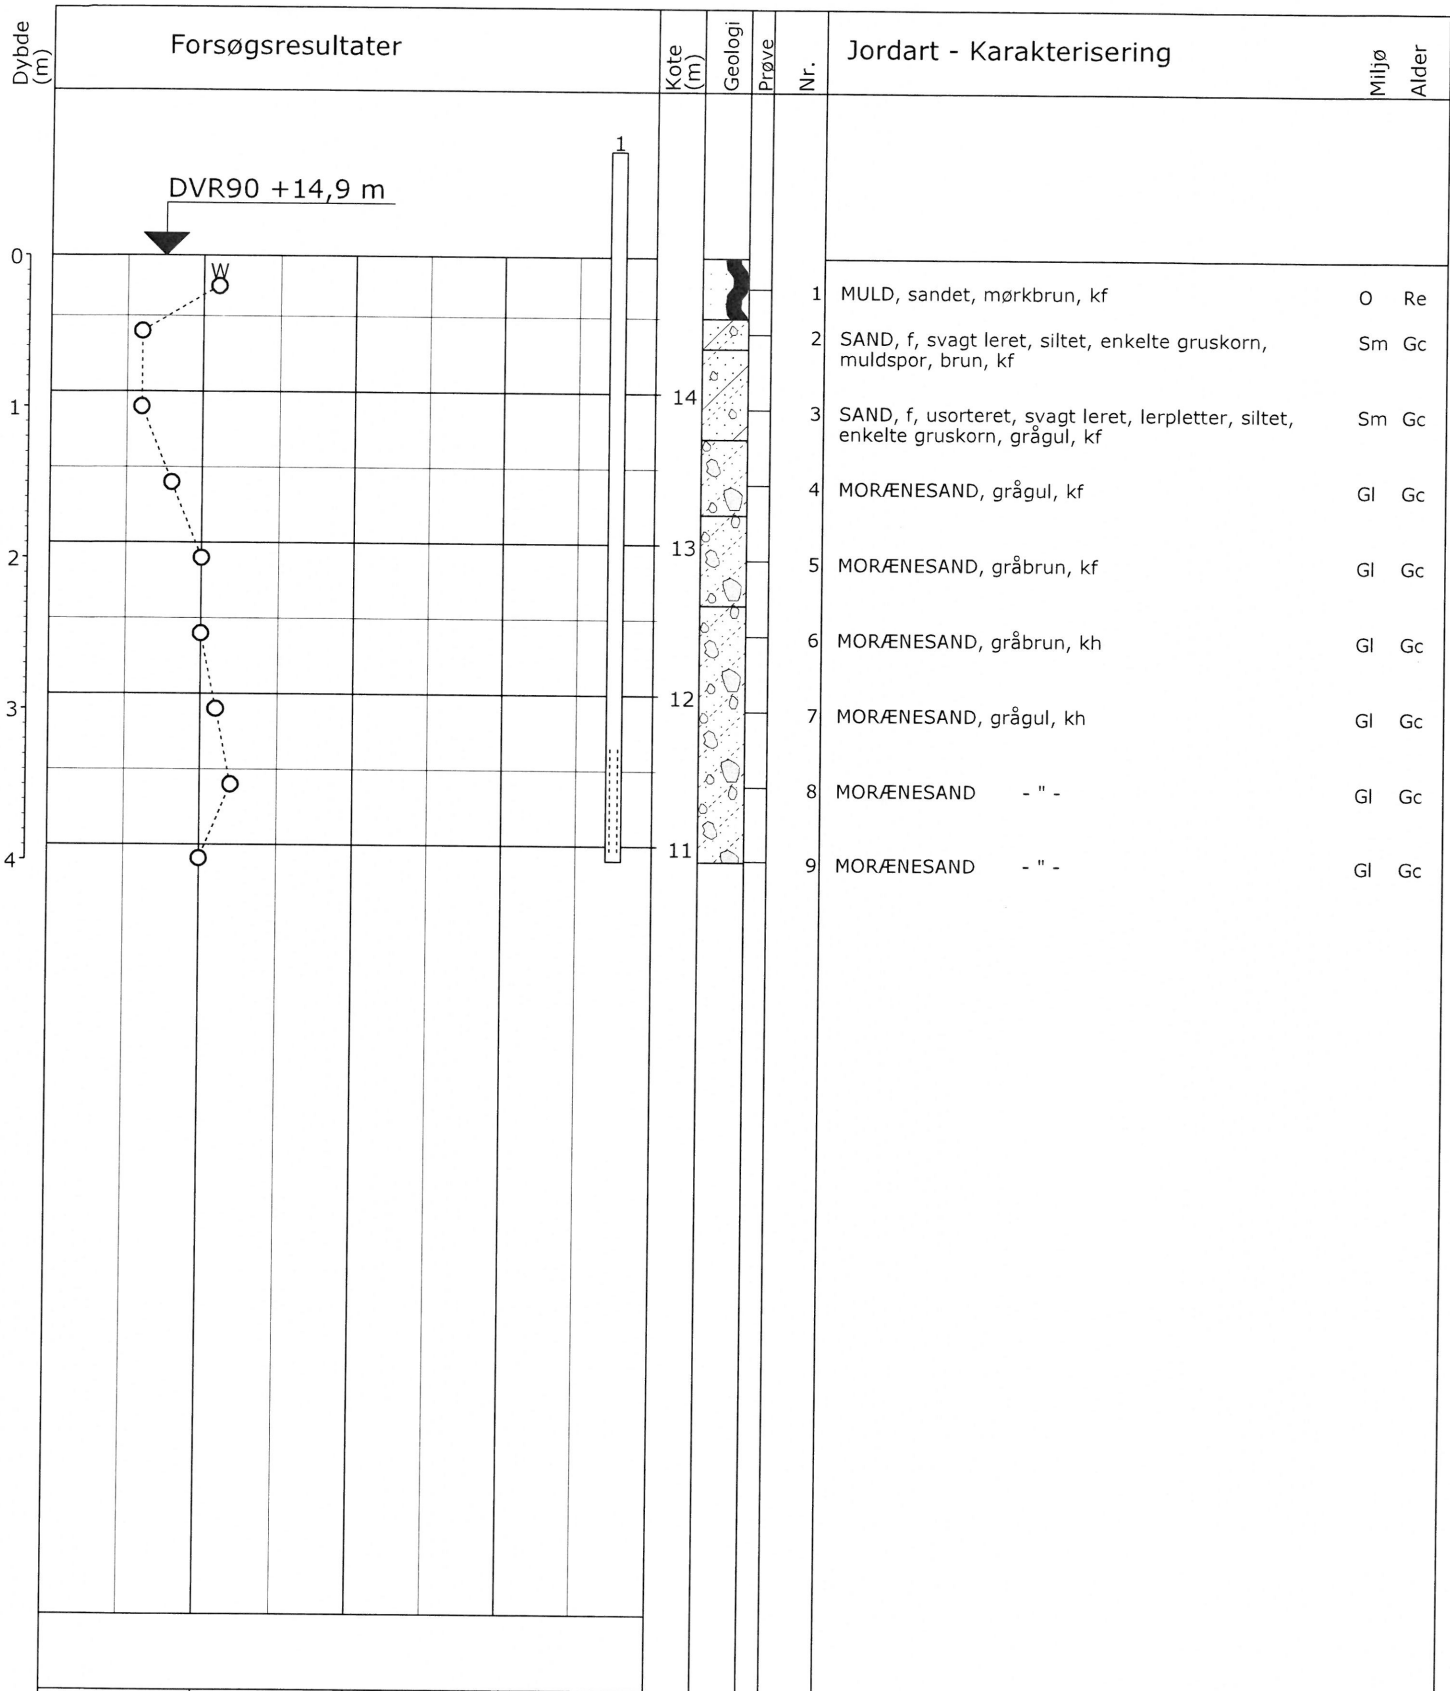 Dybde (m)
Forsøgsresultater
Kote (m)
Geologi
Prøve
Nr.
Jordart - Karakterisering
Miljø
Alder
1
DVR90 +14,9 m
0
W
1 MULD, sandet, mørkbrun, kf O Re
2 SAND, f, svagt leret, siltet, enkelte gruskorn, Sm Gc
muldspor, brun, kf
1
14
3 SAND, f, usorteret, svagt leret, lerpletter, siltet, Sm Gc
enkelte gruskorn, grågul, kf
4 MORÆNESAND, grågul, kf Gl Gc
2
13
5 MORÆNESAND, gråbrun, kf Gl Gc
6 MORÆNESAND, gråbrun, kh Gl Gc
3
12
7 MORÆNESAND, grågul, kh Gl Gc
8 MORÆNESAND - " - Gl Gc
4
11
9 MORÆNESAND - " - Gl Gc